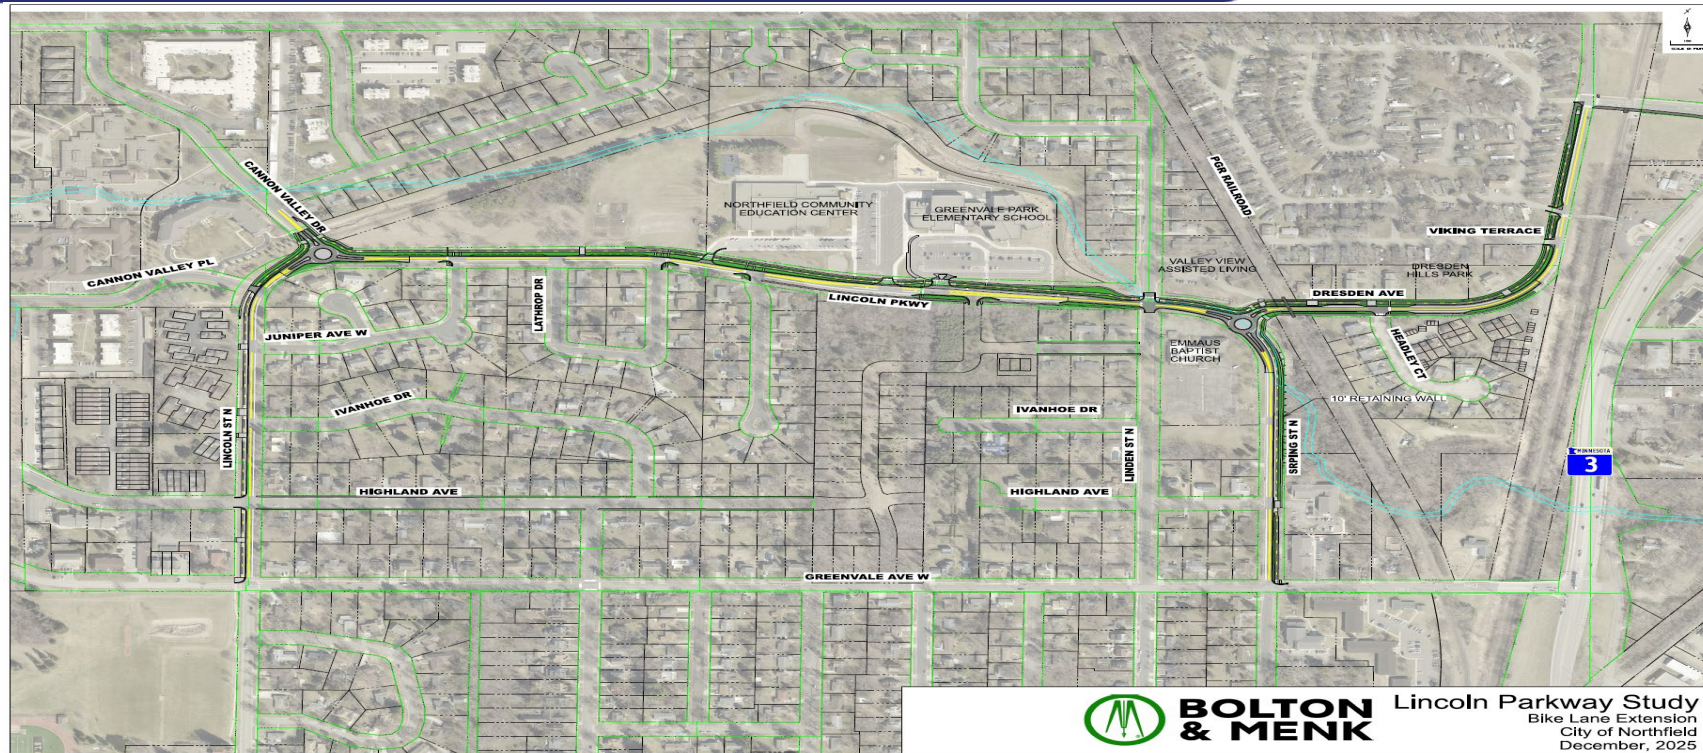 CANNON VALLEY DR
CANNON VALLEY PL
NORTHFIELD COMMUNITY
EDUCATION CENTER
GREENVALE PARK
ELEMENTARY SCHOOL
PGR RAILROAD
VIKING TERRACE
VALLEY VIEW
ASSISTED LIVING
DRESDEN
HILLS PARK
DRESDEN AVE
LATHROP DR
LINCOLN PKWY
JUNIPER AVE W
EMMAUS
BAPTIST
CHURCH
HEADLEY CT
10' RETAINING WALL
IVANHOE DR
IVANHOE DR
LINCOLN ST N
LINDEN ST N
SRPING ST N
MINNESOTA
3
HIGHLAND AVE
HIGHLAND AVE
GREENVALE AVE W
BOLTON
& MENK
Lincoln Parkway Study
Bike Lane Extension
City of Northfield
December, 2025